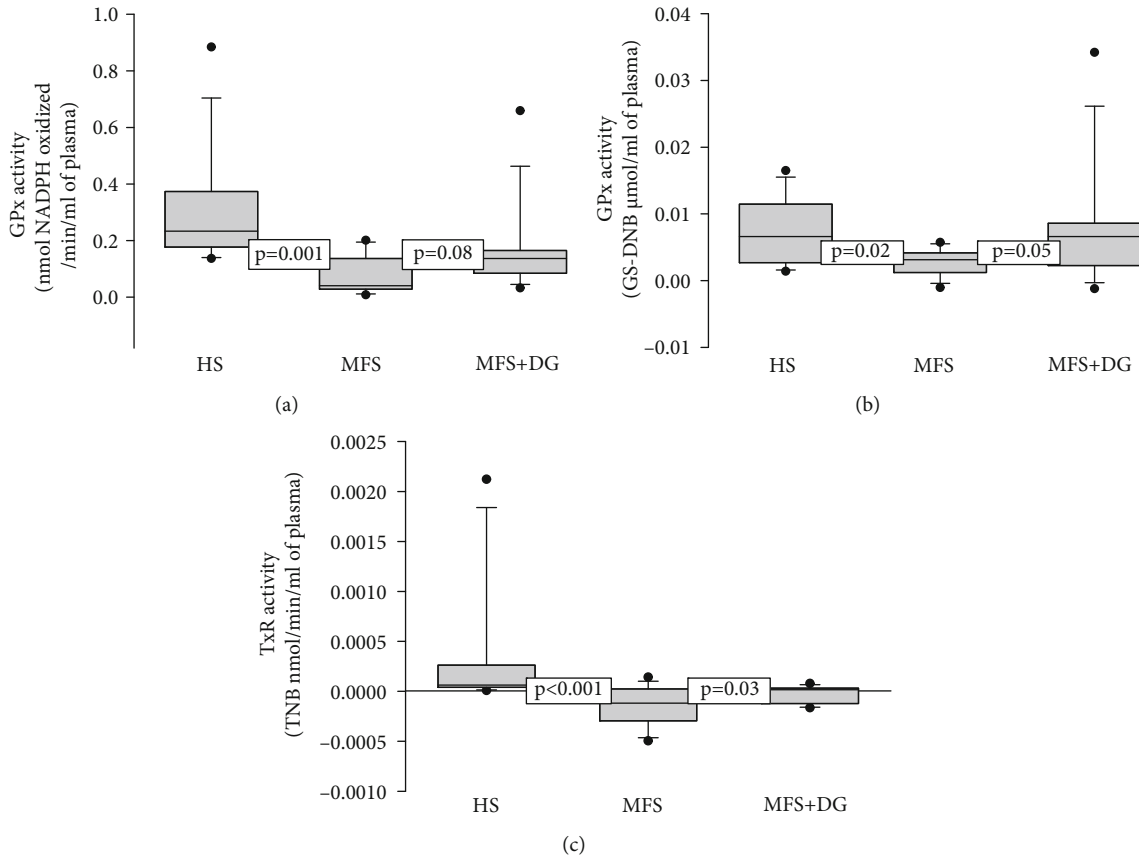 GPx activity
(nmol NADPH oxidized
/min/ml of plasma)
1.0
0.8
0.6
0.4
0.2
0.0
p=0.001
p=0.08
HS
MFS
MFS+DG
(a)
GPx activity
(GS-DNB μmol/ml of plasma)
0.04
0.03
0.02
0.01
0.00
–0.01
p=0.02
p=0.05
HS
MFS
MFS+DG
(b)
TxR activity
(TNB nmol/min/ml of plasma)
0.0025
0.0020
0.0015
0.0010
0.0005
0.0000
–0.0005
–0.0010
p<0.001
p=0.03
HS
MFS
MFS+DG
(c)